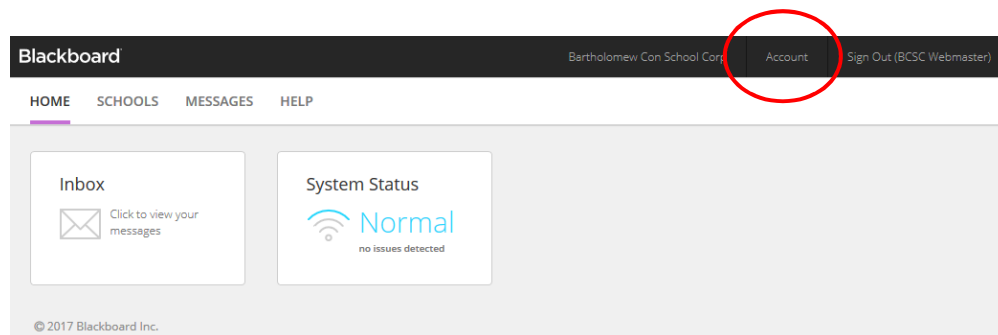 Blackboard
Bartholomew Con School Corp
Account
Sign Out (BCSC Webmaster)
HOME SCHOOLS MESSAGES HELP
Inbox
Click to view your
messages
System Status
Normal
no issues detected
© 2017 Blackboard Inc.